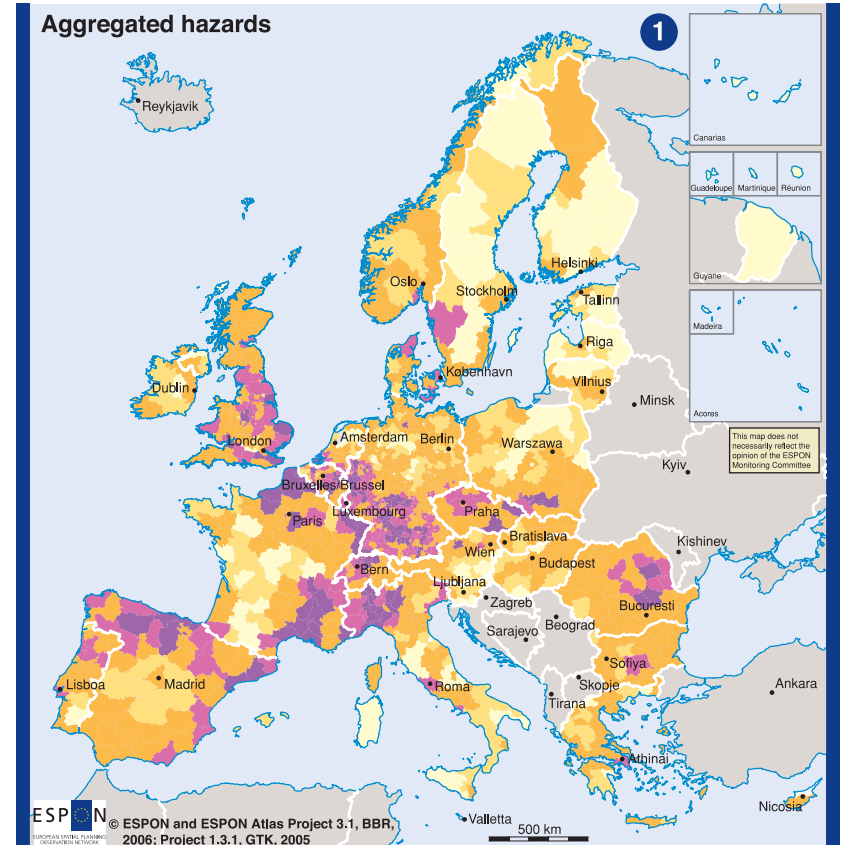 Aggregated hazards
1
Reykjavik
Canarias
Guadeloupe Martinique Réunion
Guyane
Madeira
Acores
This map does not
necessarily reflect the
opinion of the ESPON
Monitoring Committee
Oslo
Stockholm
Helsinki
Tallinn
Riga
Vilnius
Minsk
København
Dublin
London
Amsterdam
Berlin
Warszawa
Kyiv
Bruxelles/Brussel
Luxembourg
Paris
Praha
Kishinev
Bratislava
Wien
Budapest
Bern
Ljubljana
Zagreb
Beograd
Bucuresti
Sarajevo
Sofiya
Skopje
Tirana
Ankara
Lisboa
Madrid
Roma
Athinai
Nicosia
Valletta
500 km
ESPON
EUROPEAN SPATIAL PLANNING
OBSERVATION NETWORK
© ESPON and ESPON Atlas Project 3.1, BBR,
2006; Project 1.3.1, GTK, 2005